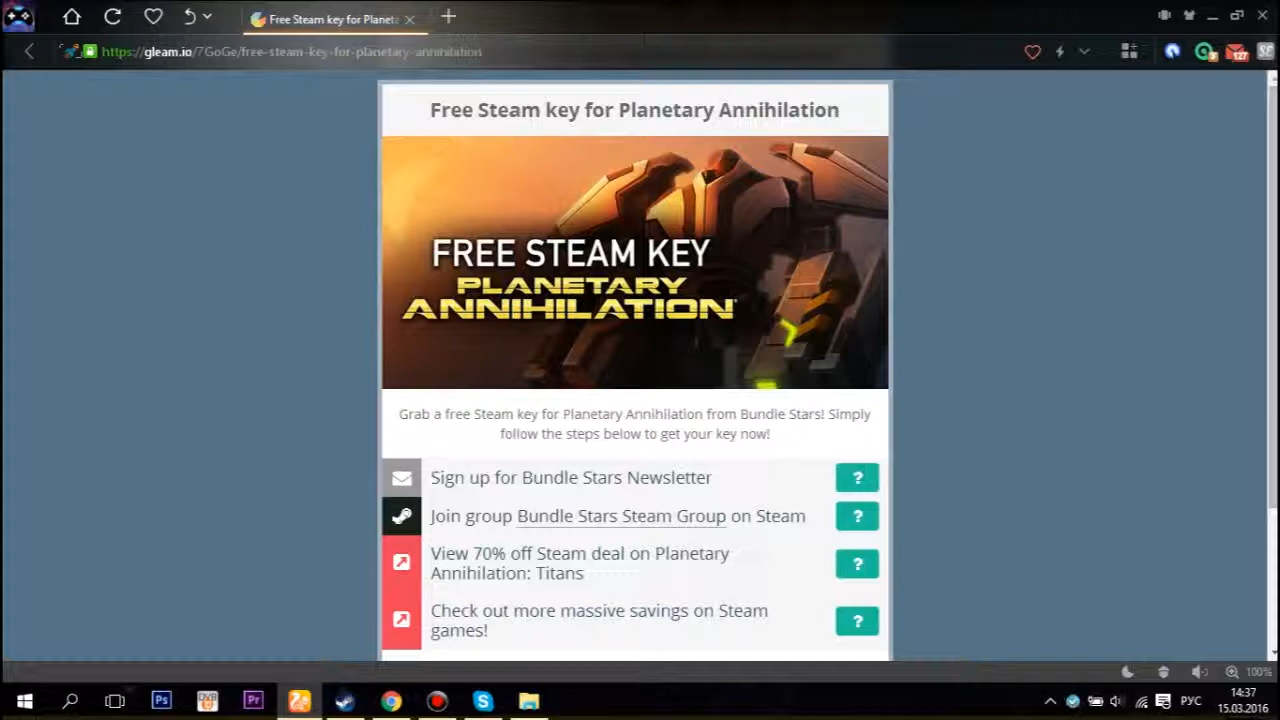 Free Steam key for Planeta
https://gleam.io/7GoGe/free-steam-key-for-planetary-annihilation
127
Free Steam key for Planetary Annihilation
FREE STEAM KEY
PLANETARY
ANNIHILATION
Grab a free Steam key for Planetary Annihilation from Bundle Stars! Simply
follow the steps below to get your key now!
Sign up for Bundle Stars Newsletter
?
Join group Bundle Stars Steam Group on Steam
?
View 70% off Steam deal on Planetary
Annihilation: Titans
?
Check out more massive savings on Steam
games!
?
100%
Ps
DVB
Pr
РУС
14:37
15.03.2016